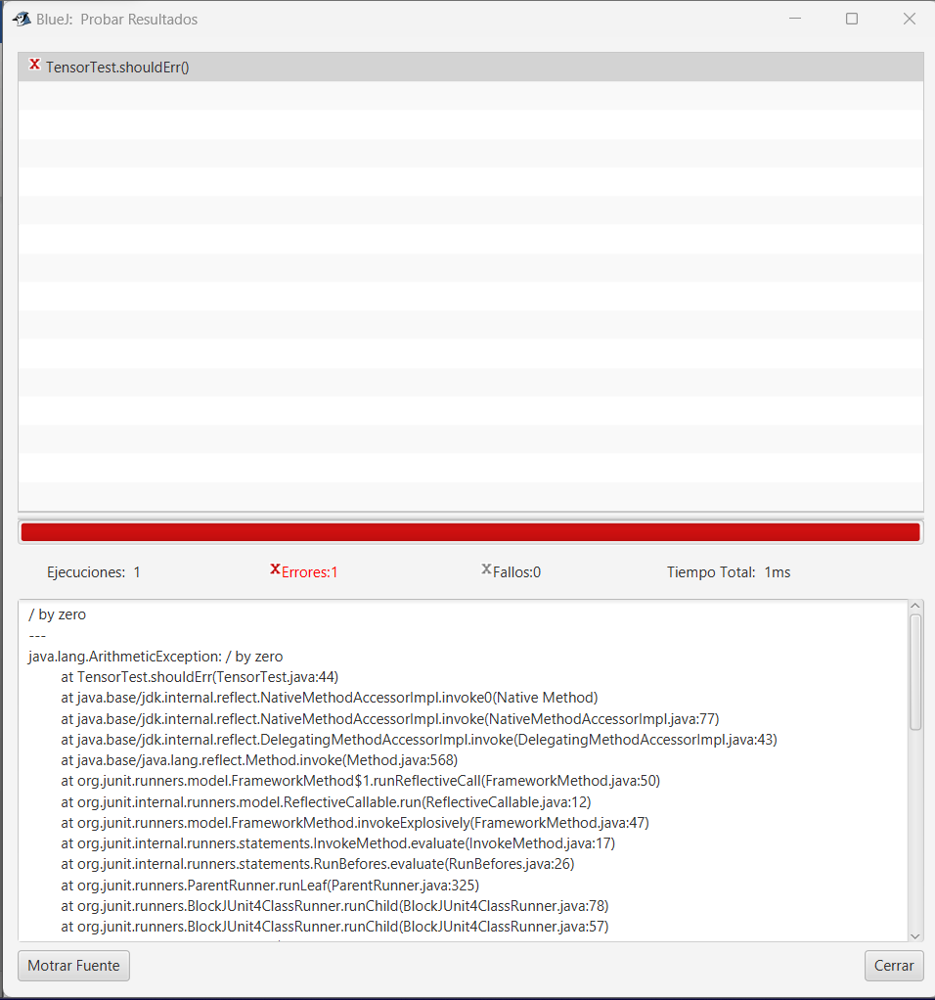 BlueJ: Probar Resultados
TensorTest.shouldErr()
Ejecuciones: 1 Errores:1 Fallos:0 Tiempo Total: 1ms
/ by zero
---
java.lang.ArithmeticException: / by zero
at TensorTest.shouldErr(TensorTest.java:44)
at java.base/jdk.internal.reflect.NativeMethodAccessorImpl.invoke0(Native Method)
at java.base/jdk.internal.reflect.NativeMethodAccessorImpl.invoke(NativeMethodAccessorImpl.java:77)
at java.base/jdk.internal.reflect.DelegatingMethodAccessorImpl.invoke(DelegatingMethodAccessorImpl.java:43)
at java.base/java.lang.reflect.Method.invoke(Method.java:568)
at org.junit.runners.model.FrameworkMethod$1.runReflectiveCall(FrameworkMethod.java:50)
at org.junit.internal.runners.model.ReflectiveCallable.run(ReflectiveCallable.java:12)
at org.junit.runners.model.FrameworkMethod.invokeExplosively(FrameworkMethod.java:47)
at org.junit.internal.runners.statements.InvokeMethod.evaluate(InvokeMethod.java:17)
at org.junit.internal.runners.statements.RunBefores.evaluate(RunBefores.java:26)
at org.junit.runners.ParentRunner.runLeaf(ParentRunner.java:325)
at org.junit.runners.BlockJUnit4ClassRunner.runChild(BlockJUnit4ClassRunner.java:78)
at org.junit.runners.BlockJUnit4ClassRunner.runChild(BlockJUnit4ClassRunner.java:57)
Motrar Fuente Cerrar